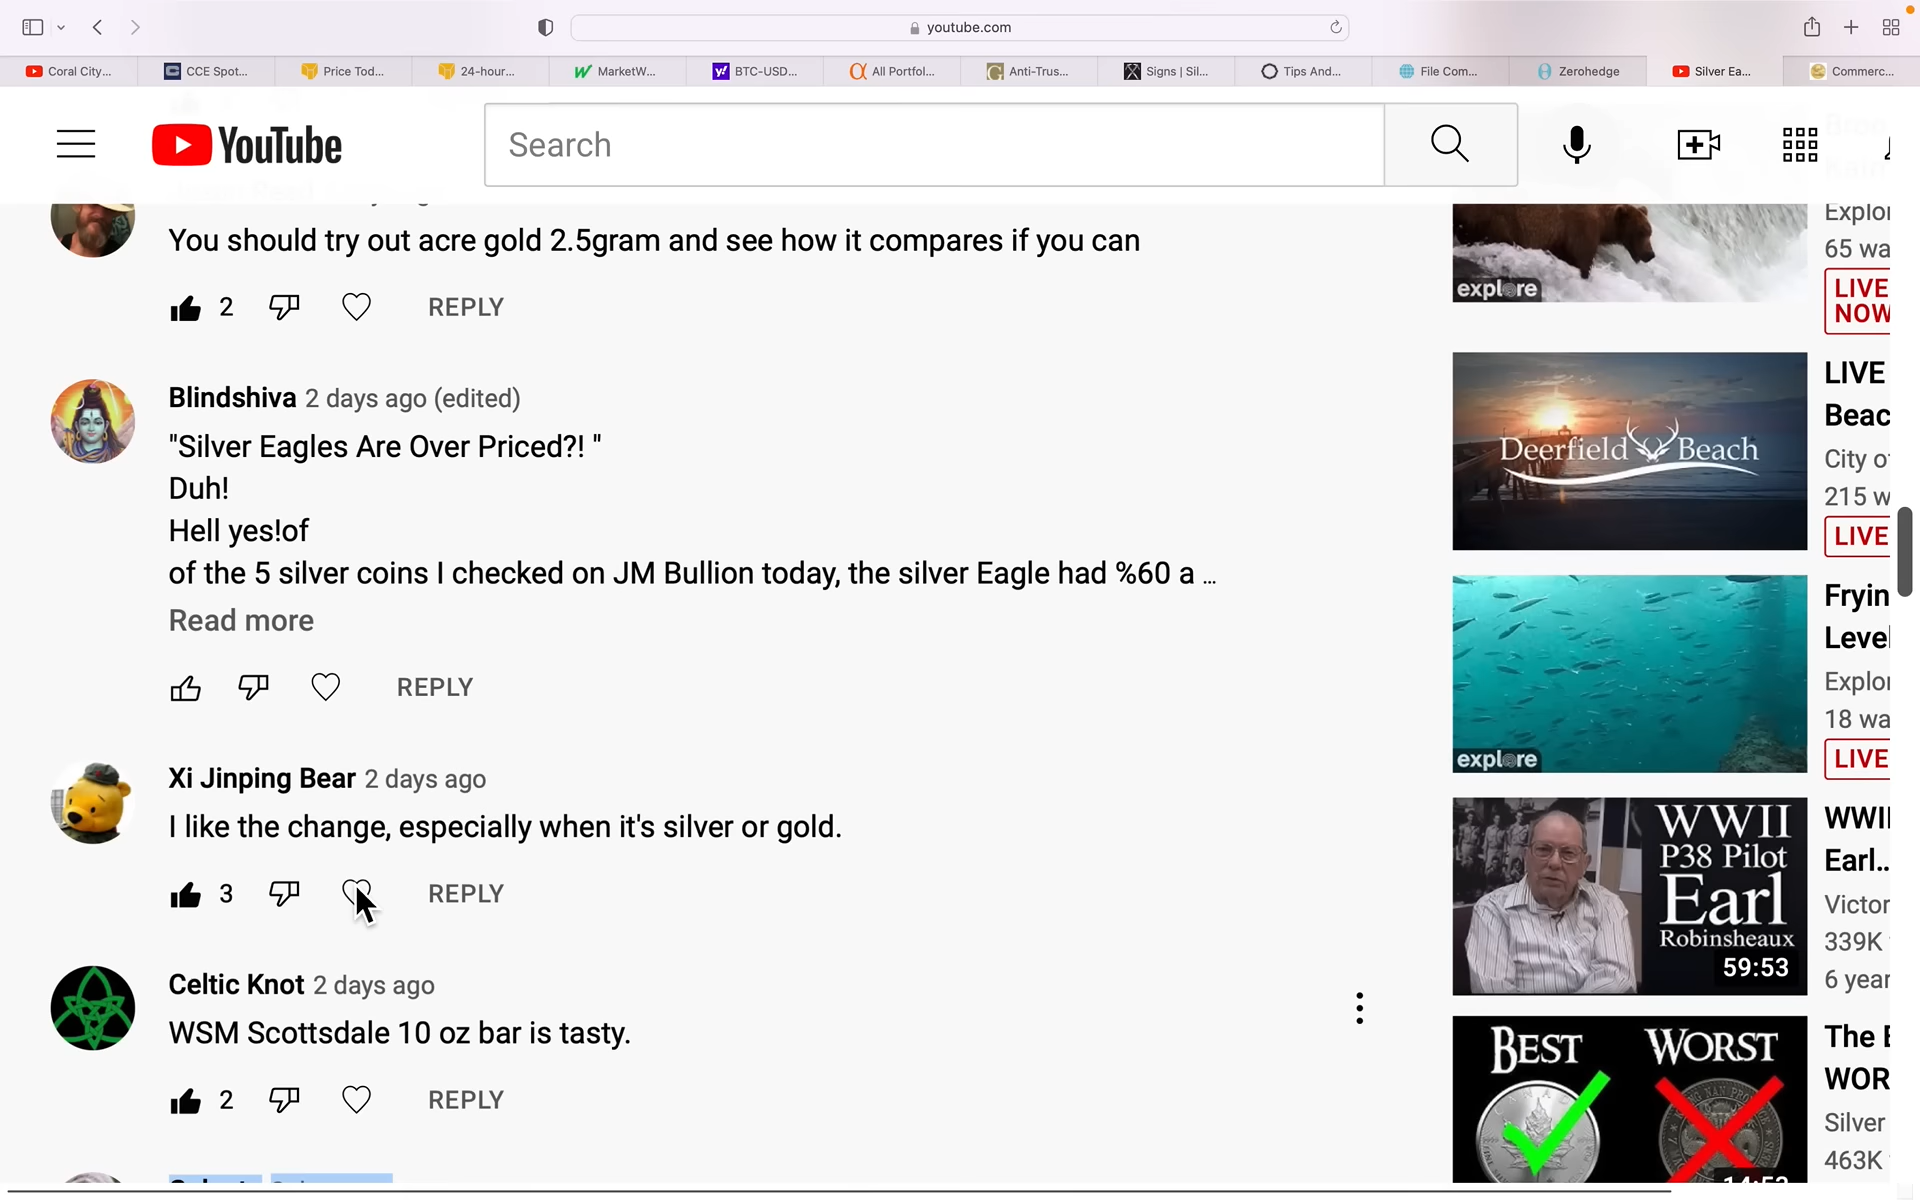 youtube.com
Coral City...
CCE Spot...
Price Tod...
24-hour...
MarketW...
BTC-USD...
All Portfol...
Anti-Trus...
Signs | Sil...
Tips And...
File Com...
Zerohedge
Silver Ea...
Commerc...
YouTube
Search
You should try out acre gold 2.5gram and see how it compares if you can
2
REPLY
Blindshiva 2 days ago (edited)
"Silver Eagles Are Over Priced?! "
Duh!
Hell yes!of
of the 5 silver coins I checked on JM Bullion today, the silver Eagle had %60 a ...
Read more
REPLY
Xi Jinping Bear 2 days ago
I like the change, especially when it's silver or gold.
3
REPLY
Celtic Knot 2 days ago
WSM Scottsdale 10 oz bar is tasty.
2
REPLY
explore
Explor
65 wa
LIVE
NOW
Deerfield Beach
LIVE
Beac
City o
215 w
LIVE
explore
Fryin
Level
Explor
18 wa
LIVE
WWII
P38 Pilot
Earl
Robinsheaux
59:53
WWII
Earl...
Victor
339K
6 year
BEST
WORST
CANADA
14:53
The
WOR
Silver
463K